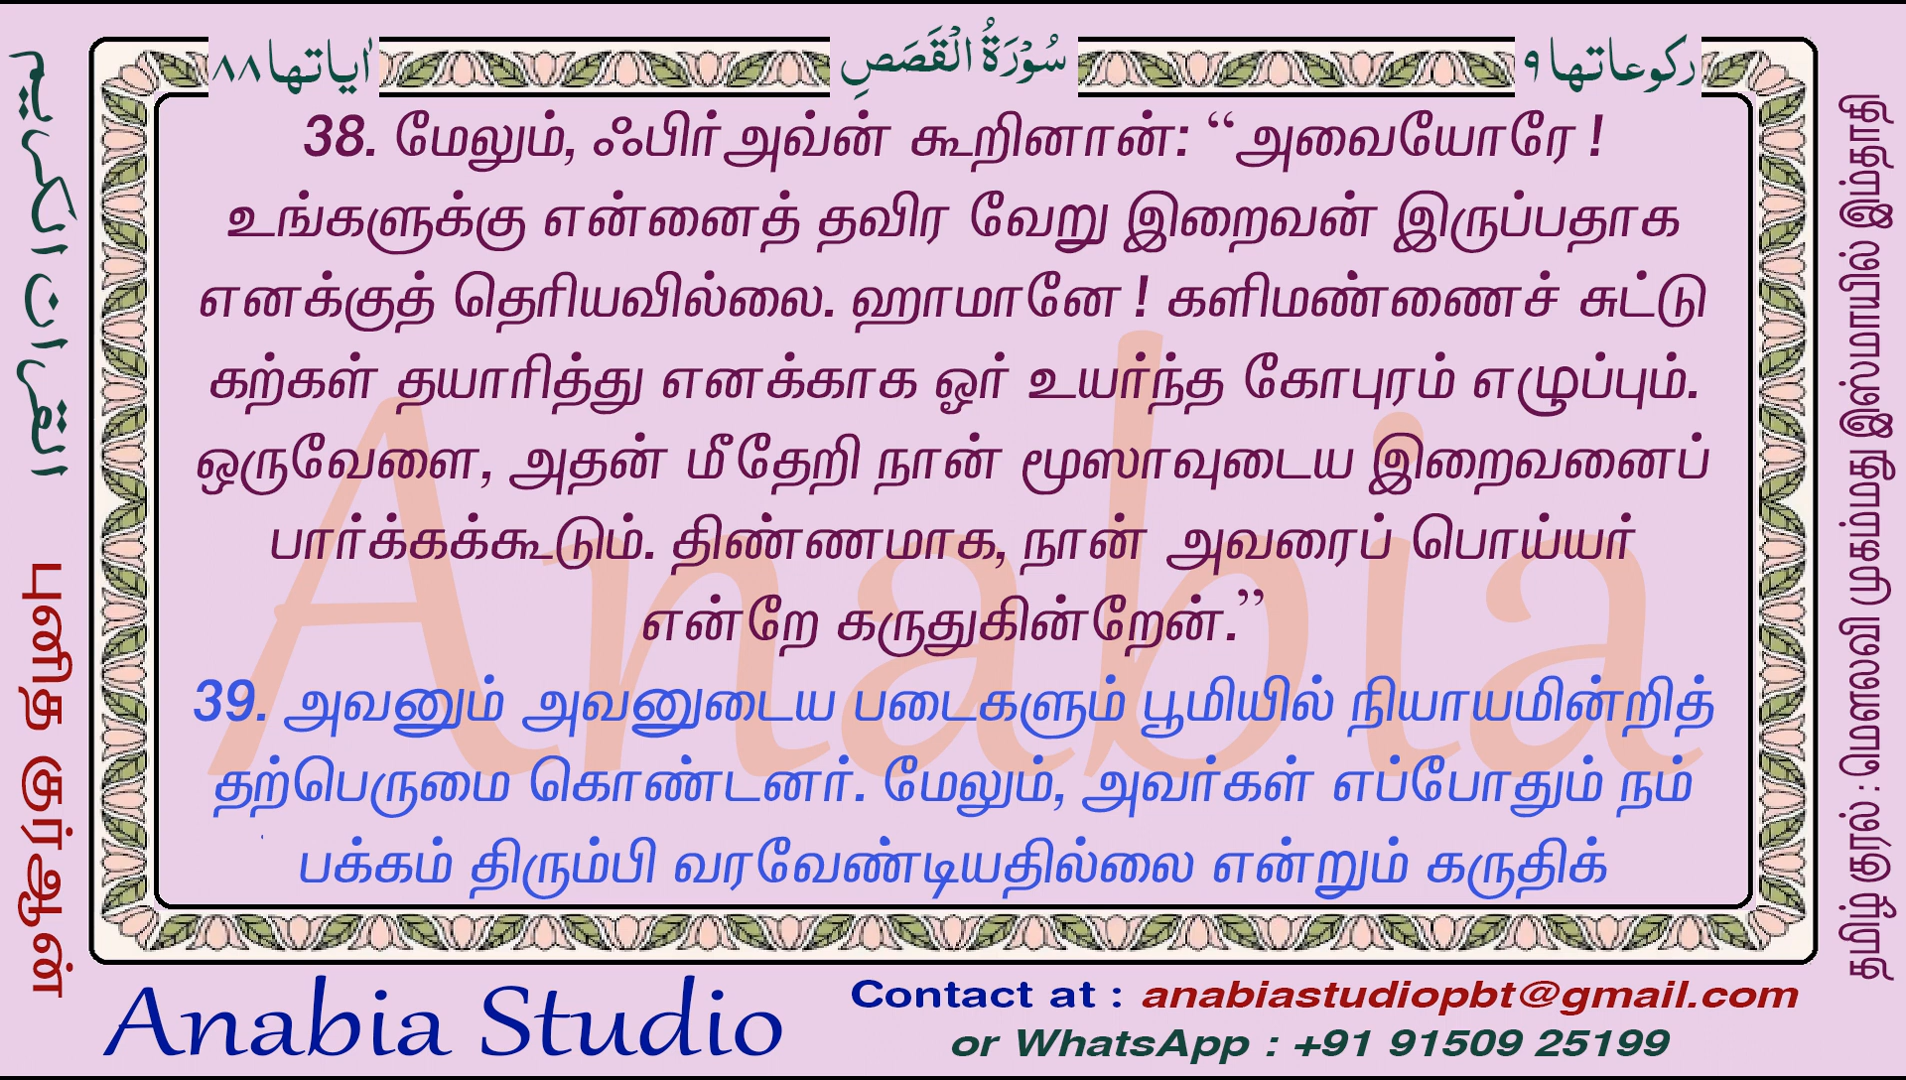 اٰياتها ٨٨
سُوْرَةُ الْقَصَصِ
ركوعاتها ٩
38. மேலும், ஃபிர்அவ்ன் கூறினான்: “அவையோரே !
உங்களுக்கு என்னைத் தவிர வேறு இறைவன் இருப்பதாக
எனக்குத் தெரியவில்லை. ஹாமானே ! களிமண்ணைச் சுட்டு
கற்கள் தயாரித்து எனக்காக ஓர் உயர்ந்த கோபுரம் எழுப்பும்.
ஒருவேளை, அதன் மீதேறி நான் மூஸாவுடைய இறைவனைப்
பார்க்கக்கூடும். திண்ணமாக, நான் அவரைப் பொய்யர்
என்றே கருதுகின்றேன்.”
39. அவனும் அவனுடைய படைகளும் பூமியில் நியாயமின்றித்
தற்பெருமை கொண்டனர். மேலும், அவர்கள் எப்போதும் நம்
பக்கம் திரும்பி வரவேண்டியதில்லை என்றும் கருதிக்
Anabia
القرات الكريم
புனித குர்ஆன்
தமிழ் குரல் : மௌலவி முகம்மது இஸ்மாயில் இம்தாதி
Anabia Studio
Contact at : anabiastudiopbt@gmail.com
or WhatsApp : +91 91509 25199